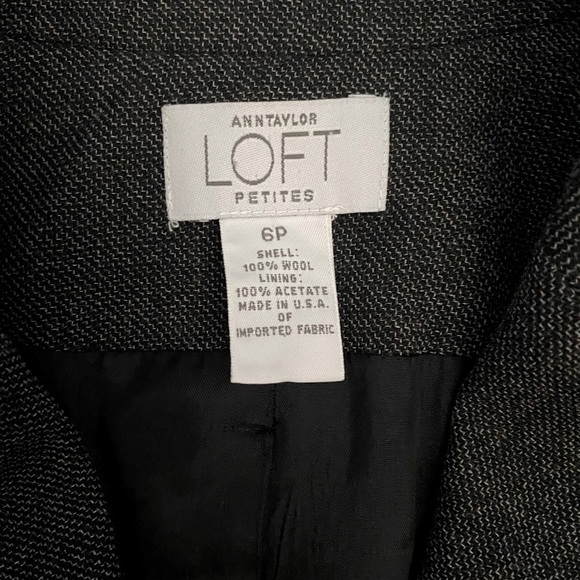 ANNTAYLOR
LOFT
PETITES
6P
SHELL:
100% WOOL
LINING:
100% ACETATE
MADE IN U.S.A.
OF
IMPORTED FABRIC